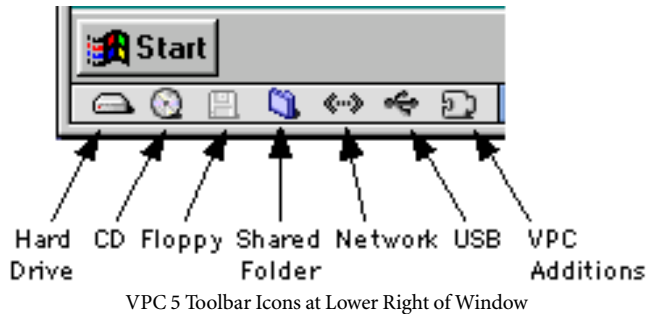 Start
Hard CD Floppy Shared Network USB VPC
Drive Folder Additions
VPC 5 Toolbar Icons at Lower Right of Window